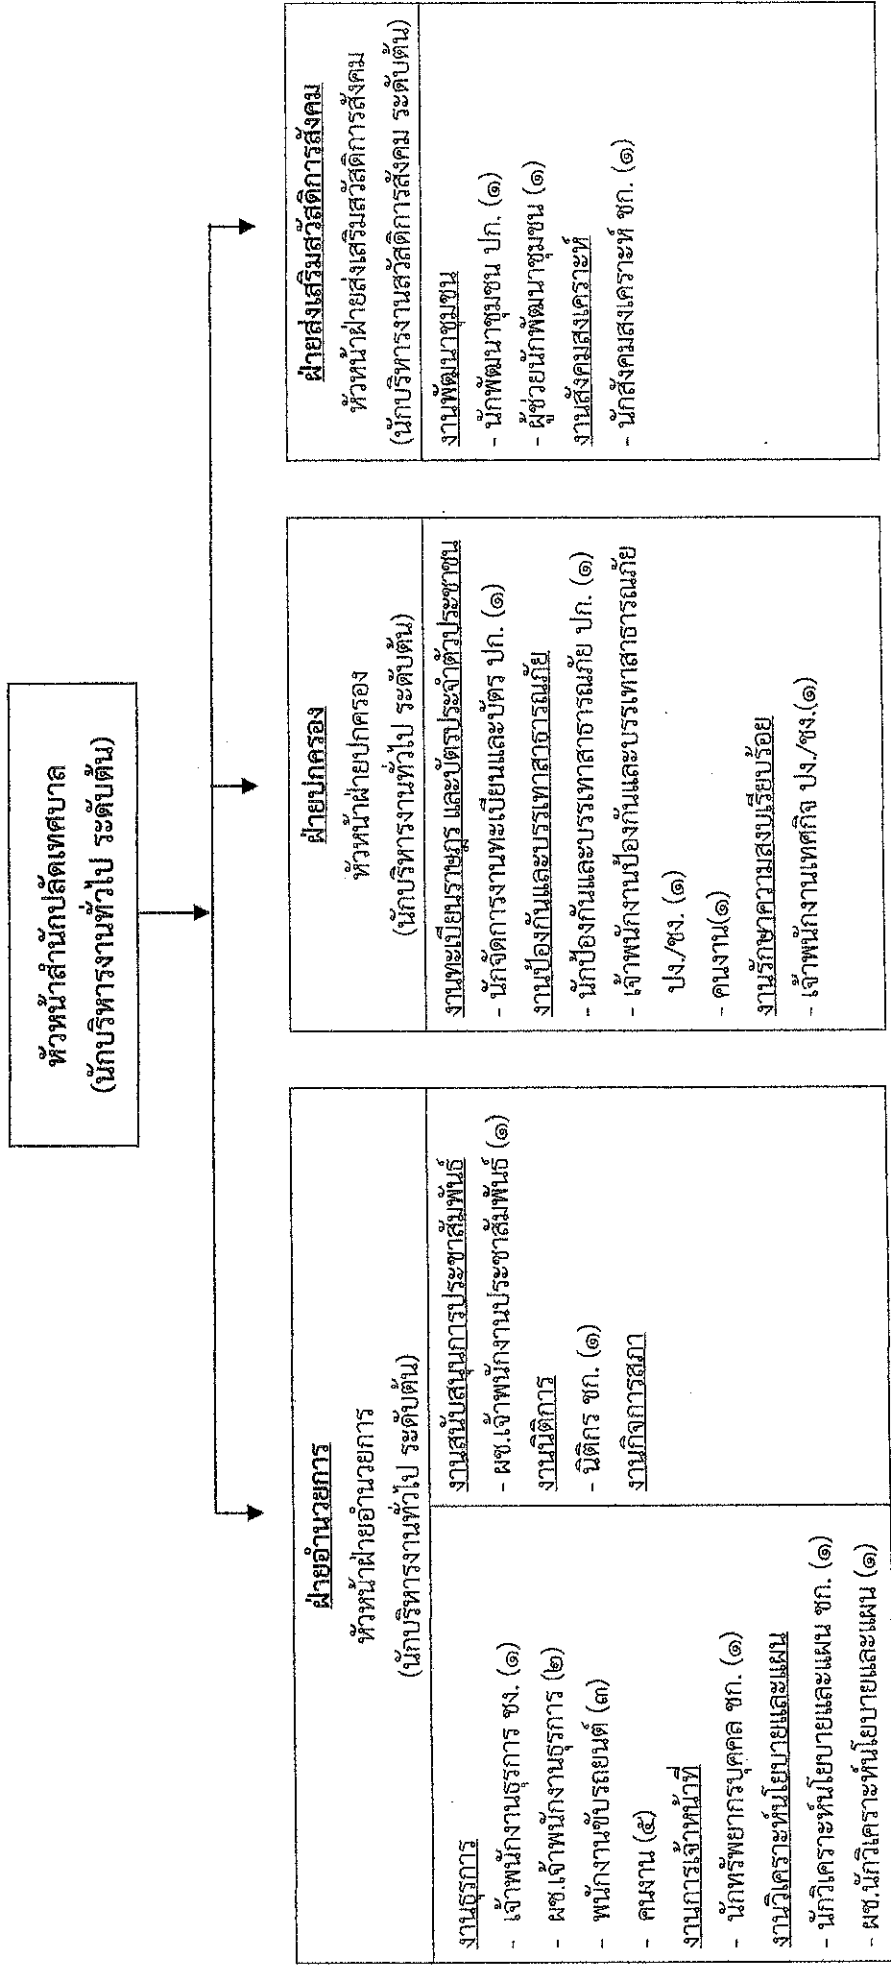 หัวหน้าสำนักปลัดเทศบาล
(นักบริหารงานทั่วไป ระดับต้น)
ฝ่ายอำนวยการ
หัวหน้าฝ่ายอำนวยการ
(นักบริหารงานทั่วไป ระดับต้น)
งานธุรการ
- เจ้าพนักงานธุรการ ชง. (๑)
- ผช.เจ้าพนักงานธุรการ (๒)
- พนักงานขับรถยนต์ (๓)
- คนงาน (๕)
งานการเจ้าหน้าที่
- นักทรัพยากรบุคคล ชก. (๑)
งานวิเคราะห์นโยบายและแผน
- นักวิเคราะห์นโยบายและแผน ชก. (๑)
- ผช.นักวิเคราะห์นโยบายและแผน (๑)
งานสนับสนุนการประชาสัมพันธ์
- ผช.เจ้าพนักงานประชาสัมพันธ์ (๑)
งานนิติการ
- นิติกร ชก. (๑)
งานกิจการสภา
ฝ่ายปกครอง
หัวหน้าฝ่ายปกครอง
(นักบริหารงานทั่วไป ระดับต้น)
งานทะเบียนราษฎร และบัตรประจำตัวประชาชน
- นักจัดการงานทะเบียนและบัตร ปก. (๑)
งานป้องกันและบรรเทาสาธารณภัย
- นักป้องกันและบรรเทาสาธารณภัย ปก. (๑)
- เจ้าพนักงานป้องกันและบรรเทาสาธารณภัย
ปง./ชง. (๑)
- คนงาน(๑)
งานรักษาความสงบเรียบร้อย
- เจ้าพนักงานเทศกิจ ปง./ชง.(๑)
ฝ่ายส่งเสริมสวัสดิการสังคม
หัวหน้าฝ่ายส่งเสริมสวัสดิการสังคม
(นักบริหารงานสวัสดิการสังคม ระดับต้น)
งานพัฒนาชุมชน
- นักพัฒนาชุมชน ปก. (๑)
- ผู้ช่วยนักพัฒนาชุมชน (๑)
งานสังคมสงเคราะห์
- นักสังคมสงเคราะห์ ชก. (๑)